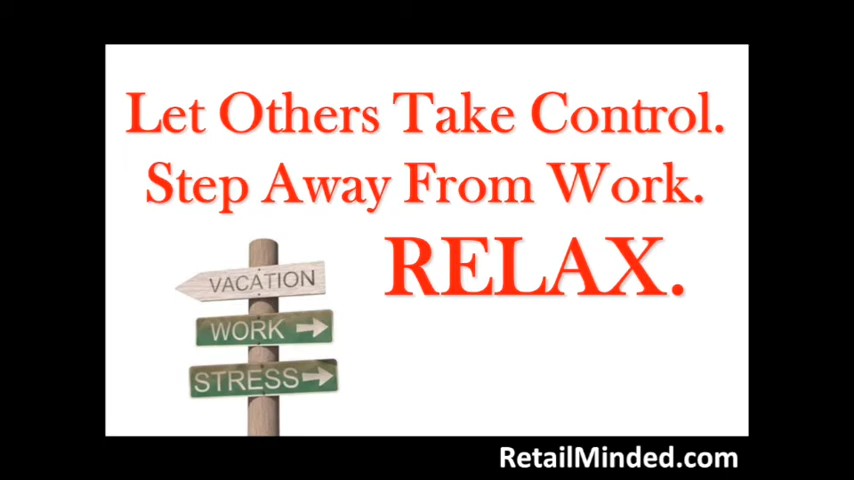 Let Others Take Control.
Step Away From Work.
RELAX.
VACATION
WORK
STRESS
RetailMinded.com